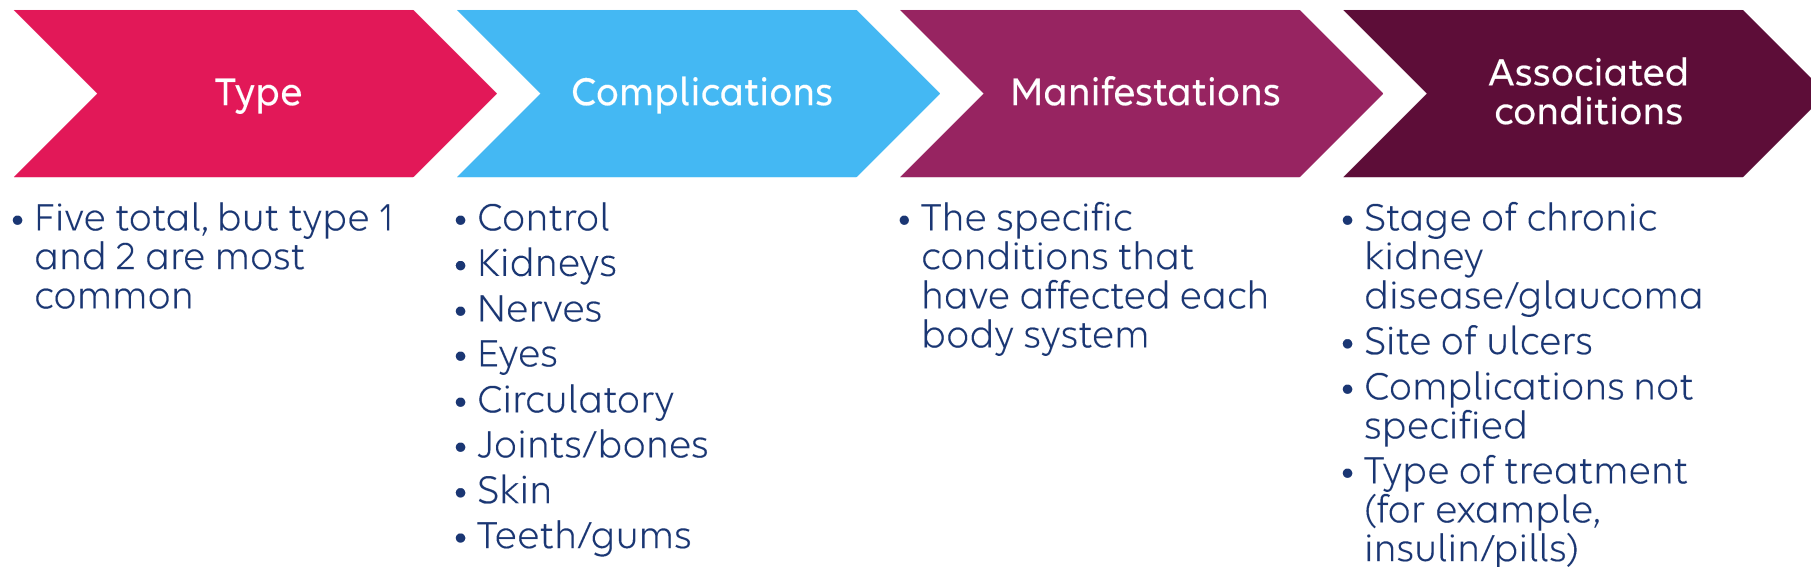 Type
• Five total, but type 1
and 2 are most
common
Complications
• Control
• Kidneys
• Nerves
• Eyes
• Circulatory
• Joints/bones
• Skin
• Teeth/gums
Manifestations
• The specific
conditions that
have affected each
body system
Associated
conditions
• Stage of chronic
kidney
disease/glaucoma
• Site of ulcers
• Complications not
specified
• Type of treatment
(for example,
insulin/pills)